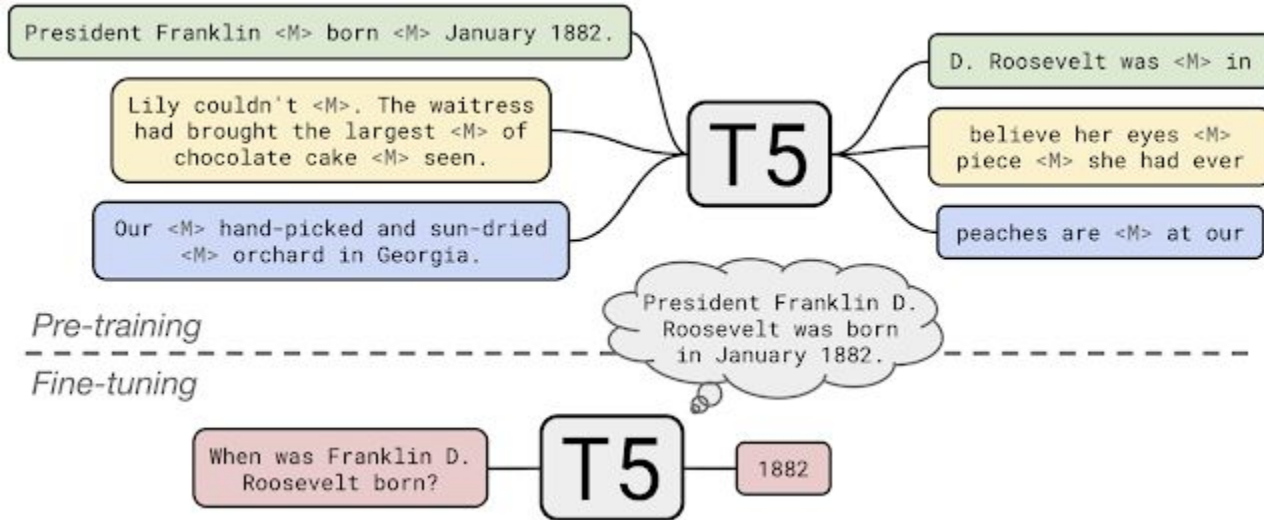 President Franklin <M> born <M> January 1882.
Lily couldn't <M>. The waitress
had brought the largest <M> of
chocolate cake <M> seen.
Our <M> hand-picked and sun-dried
<M> orchard in Georgia.
T5
D. Roosevelt was <M> in
believe her eyes <M>
piece <M> she had ever
peaches are <M> at our
Pre-training
President Franklin D.
Roosevelt was born
in January 1882.
Fine-tuning
When was Franklin D.
Roosevelt born?
T5
1882